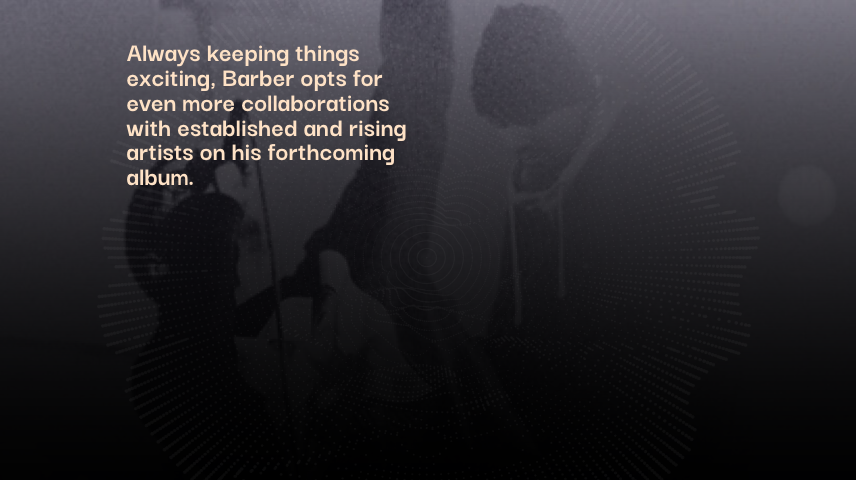 Always keeping things
exciting, Barber opts for
even more collaborations
with established and rising
artists on his forthcoming
album.